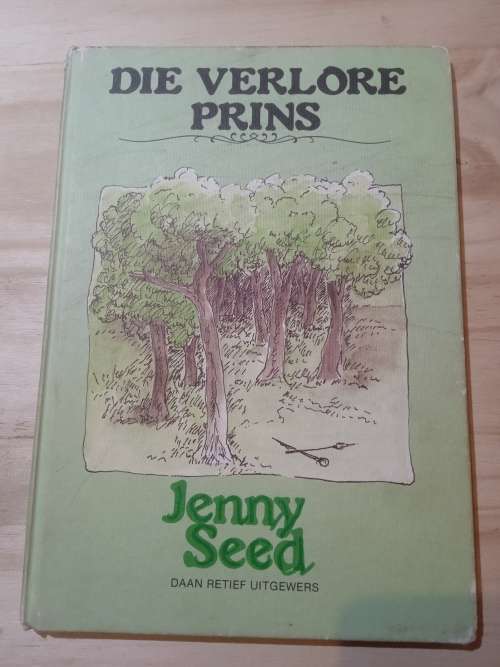 DIE VERLORE
PRINS
Jenny
Seed
DAAN RETIEF UITGEWERS